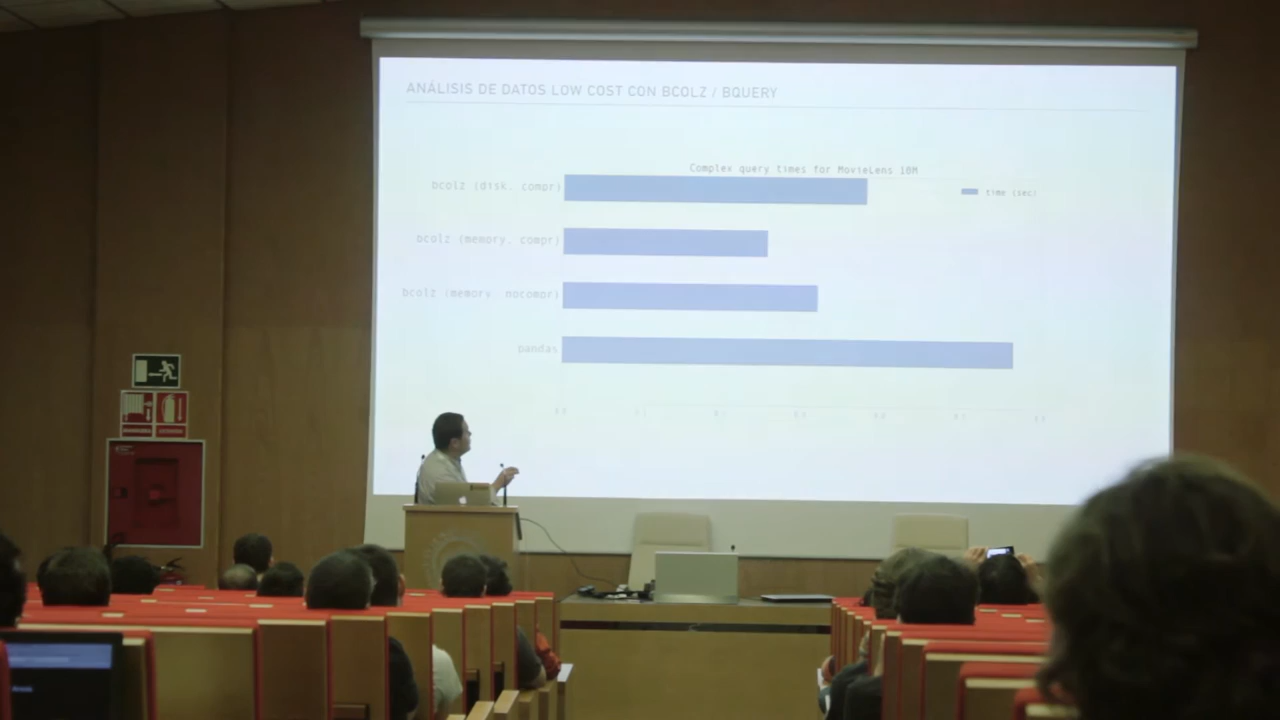 ANÁLISIS DE DATOS LOW COST CON BCOLZ / BQUERY
Complex query times for MovieLens 10M
bcolz (disk, compr)
time (sec)
bcolz (memory, compr)
bcolz (memory, nocompr)
pandas